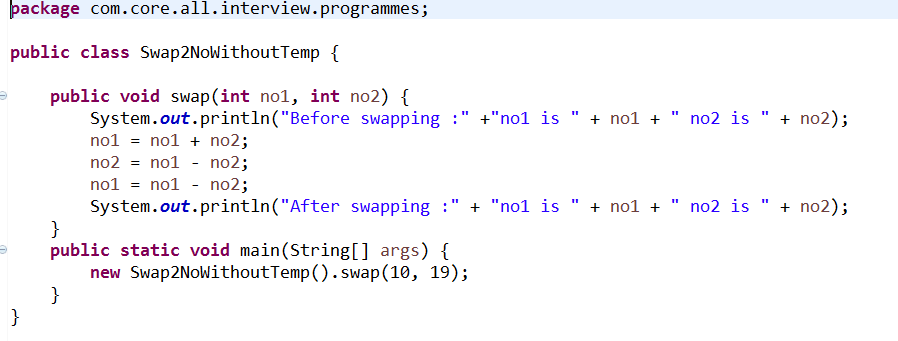 package com.core.all.interview.programmes;
public class Swap2NoWithoutTemp {
public void swap(int no1, int no2) {
System.out.println("Before swapping :" +"no1 is " + no1 + " no2 is " + no2);
no1 = no1 + no2;
no2 = no1 - no2;
no1 = no1 - no2;
System.out.println("After swapping :" + "no1 is " + no1 + " no2 is " + no2);
}
public static void main(String[] args) {
new Swap2NoWithoutTemp().swap(10, 19);
}
}